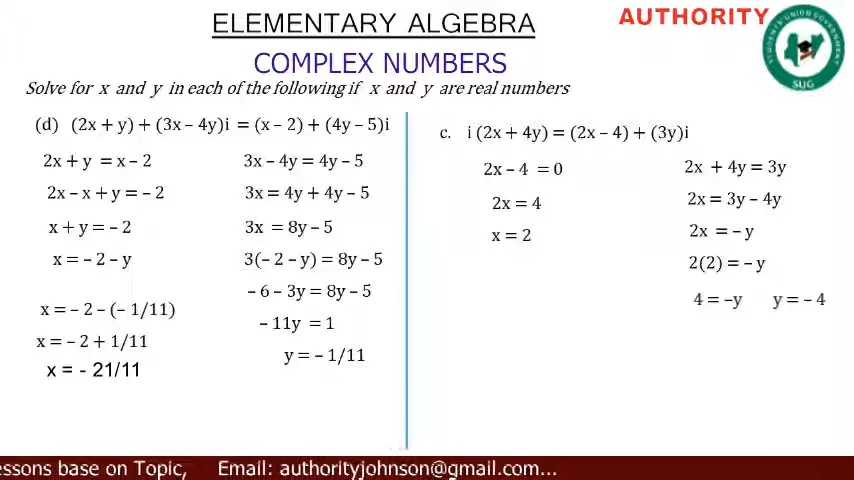 ELEMENTARY ALGEBRA
AUTHORITY
COMPLEX NUMBERS
STUDENTS UNION GOVERNMENT
SUG
Solve for x and y in each of the following if x and y are real numbers
(d) (2x + y) + (3x – 4y)i = (x – 2) + (4y – 5)i
2x + y = x – 2
2x – x + y = – 2
x + y = – 2
x = – 2 – y
x = – 2 – (– 1/11)
x = – 2 + 1/11
x = - 21/11
3x – 4y = 4y – 5
3x = 4y + 4y – 5
3x = 8y – 5
3(– 2 – y) = 8y – 5
– 6 – 3y = 8y – 5
– 11y = 1
y = – 1/11
c. i (2x + 4y) = (2x – 4) + (3y)i
2x – 4 = 0
2x = 4
x = 2
2x + 4y = 3y
2x = 3y – 4y
2x = – y
2(2) = – y
4 = –y y = – 4
essons base on Topic, Email: authorityjohnson@gmail.com...